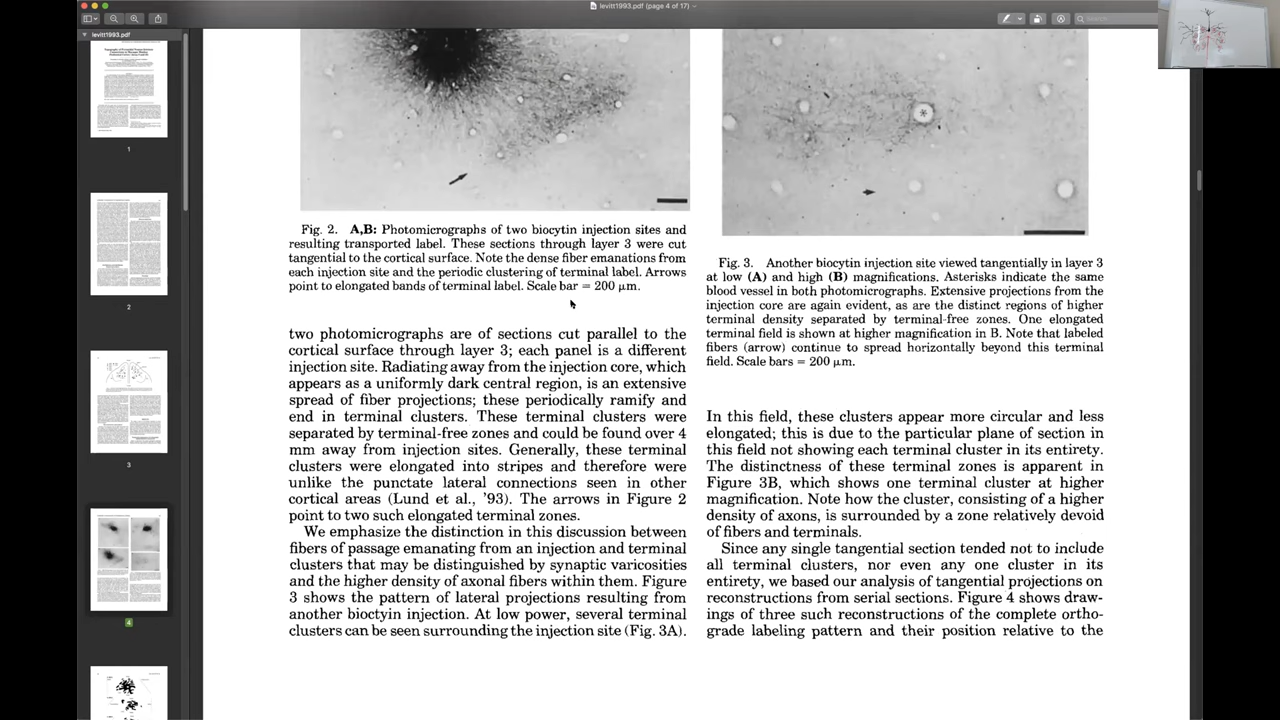 levitt1993.pdf (page 4 of 17)
Search
levitt1993.pdf
1
2
3
4
Fig. 2. A,B: Photomicrographs of two biocytin injection sites and
resulting transported label. These sections through layer 3 were cut
tangential to the cortical surface. Note the dense fiber emanations from
each injection site and the periodic clustering of terminal label. Arrows
point to elongated bands of terminal label. Scale bar = 200 μm.
two photomicrographs are of sections cut parallel to the
cortical surface through layer 3; each panel is a different
injection site. Radiating away from the injection core, which
appears as a uniformly dark central region, is an extensive
spread of fiber projections; these periodically ramify and
end in terminal clusters. These terminal clusters were
separated by terminal-free zones and could be found over 4
mm away from injection sites. Generally, these terminal
clusters were elongated into stripes and therefore were
unlike the punctate lateral connections seen in other
cortical areas (Lund et al., '93). The arrows in Figure 2
point to two such elongated terminal zones.
We emphasize the distinction in this discussion between
fibers of passage emanating from an injection and terminal
clusters that may be distinguished by synaptic varicosities
and the higher density of axonal fibers within them. Figure
3 shows the pattern of lateral projections resulting from
another bioctyin injection. At low power, several terminal
clusters can be seen surrounding the injection site (Fig. 3A).
Fig. 3. Another biocytin injection site viewed tangentially in layer 3
at low (A) and high (B) magnifications. Asterisks indicate the same
blood vessel in both photomicrographs. Extensive projections from the
injection core are again evident, as are the distinct regions of higher
terminal density separated by terminal-free zones. One elongated
terminal field is shown at higher magnification in B. Note that labeled
fibers (arrow) continue to spread horizontally beyond this terminal
field. Scale bars = 200 μm.
In this field, these clusters appear more circular and less
elongated; this is due to the particular plane of section in
this field not showing each terminal cluster in its entirety.
The distinctness of these terminal zones is apparent in
Figure 3B, which shows one terminal cluster at higher
magnification. Note how the cluster, consisting of a higher
density of axons, is surrounded by a zone relatively devoid
of fibers and terminals.
Since any single tangential section tended not to include
all terminal clusters, nor even any one cluster in its
entirety, we based our analysis of tangential projections on
reconstructions from serial sections. Figure 4 shows draw-
ings of three such reconstructions of the complete ortho-
grade labeling pattern and their position relative to the